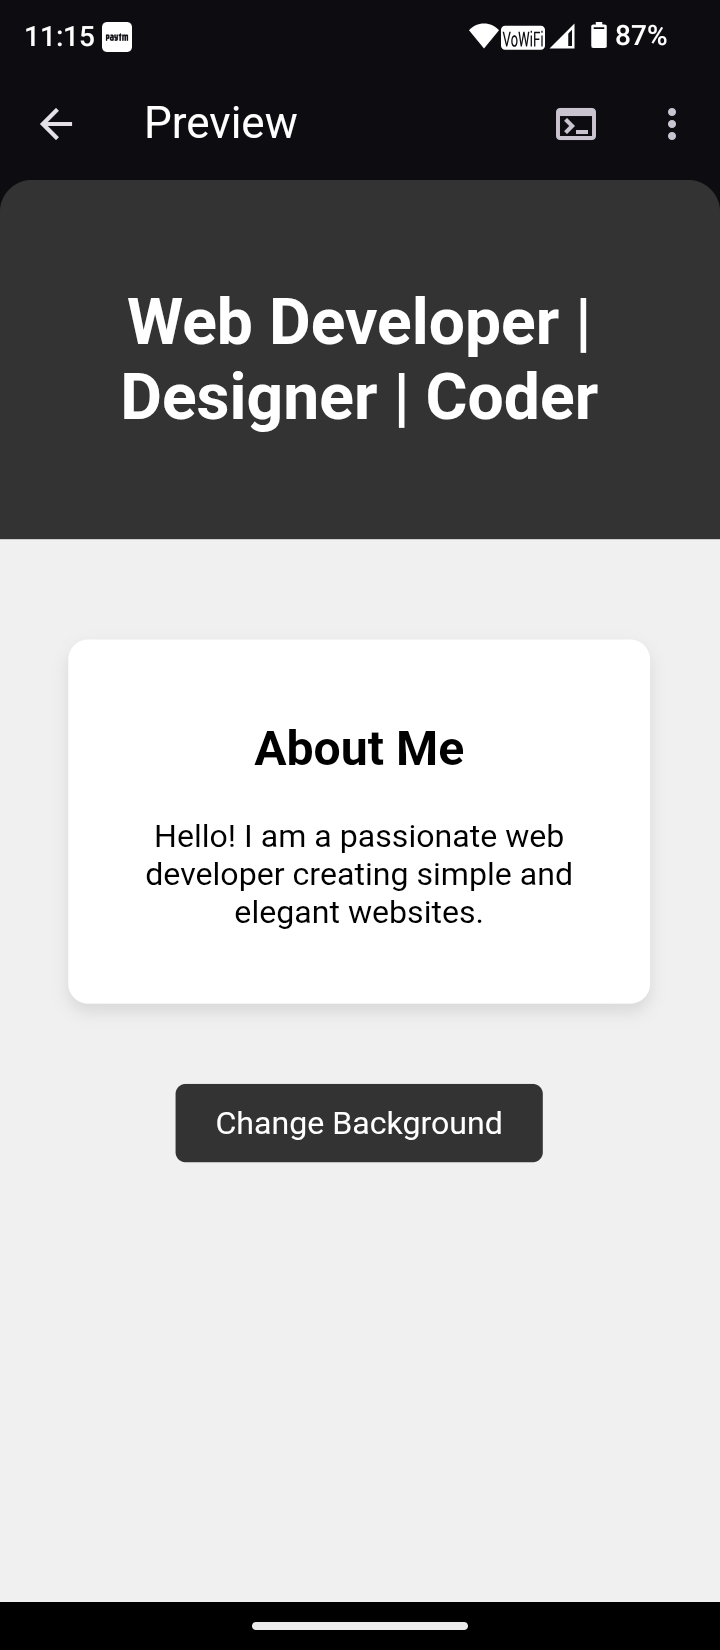 11:15 paytm VoWiFi 87%
Preview
Web Developer |
Designer | Coder
About Me
Hello! I am a passionate web
developer creating simple and
elegant websites.
Change Background